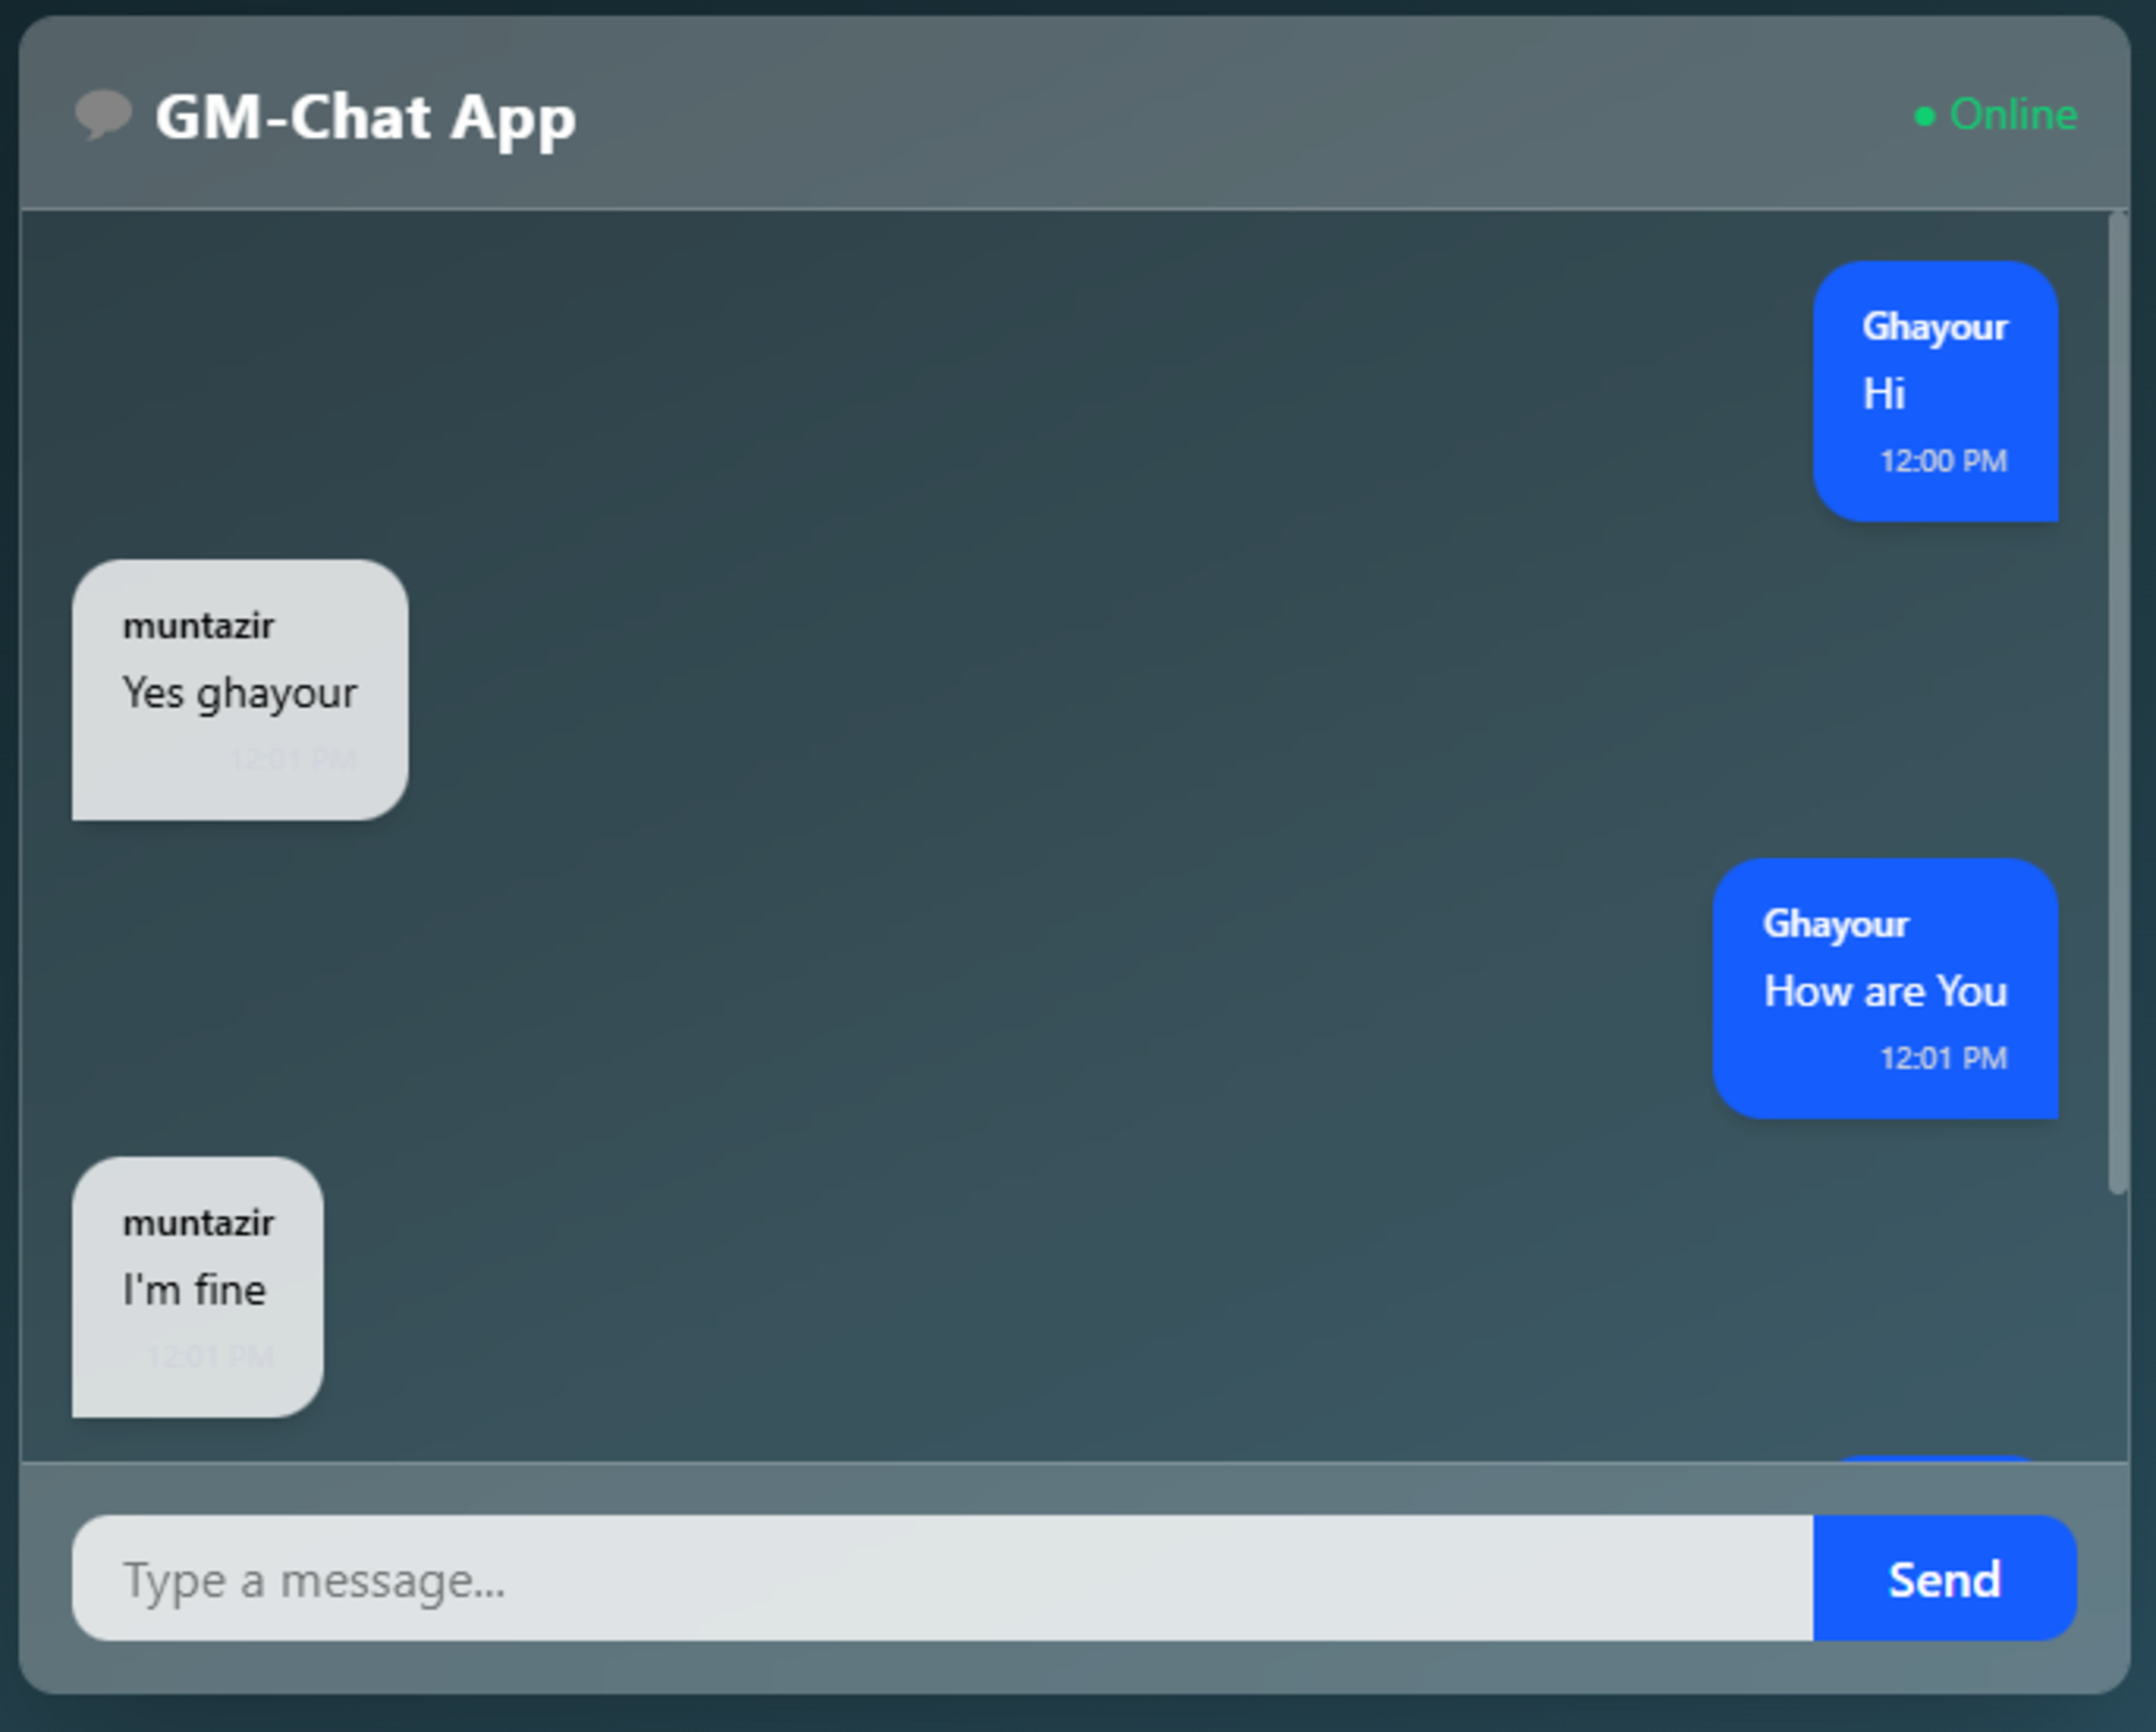 GM-Chat App
Online
Ghayour
Hi
12:00 PM
muntazir
Yes ghayour
12:01 PM
Ghayour
How are You
12:01 PM
muntazir
I'm fine
12:01 PM
Type a message...
Send